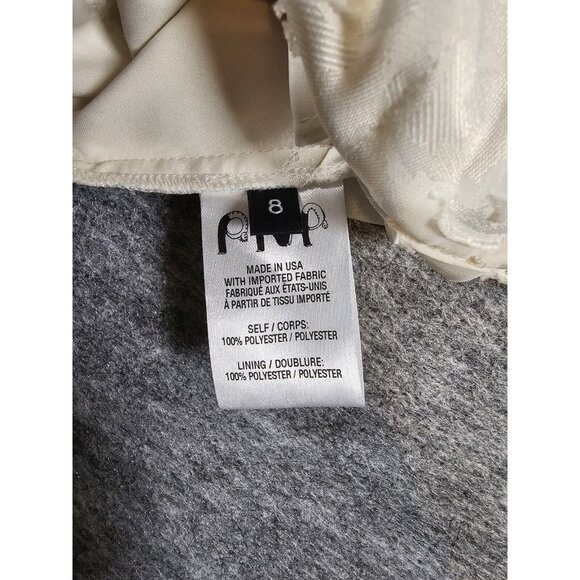 8
MADE IN USA
WITH IMPORTED FABRIC
FABRIQUÉ AUX ÉTATS-UNIS
À PARTIR DE TISSU IMPORTÉ
SELF / CORPS:
100% POLYESTER / POLYESTER
LINING / DOUBLURE:
100% POLYESTER / POLYESTER